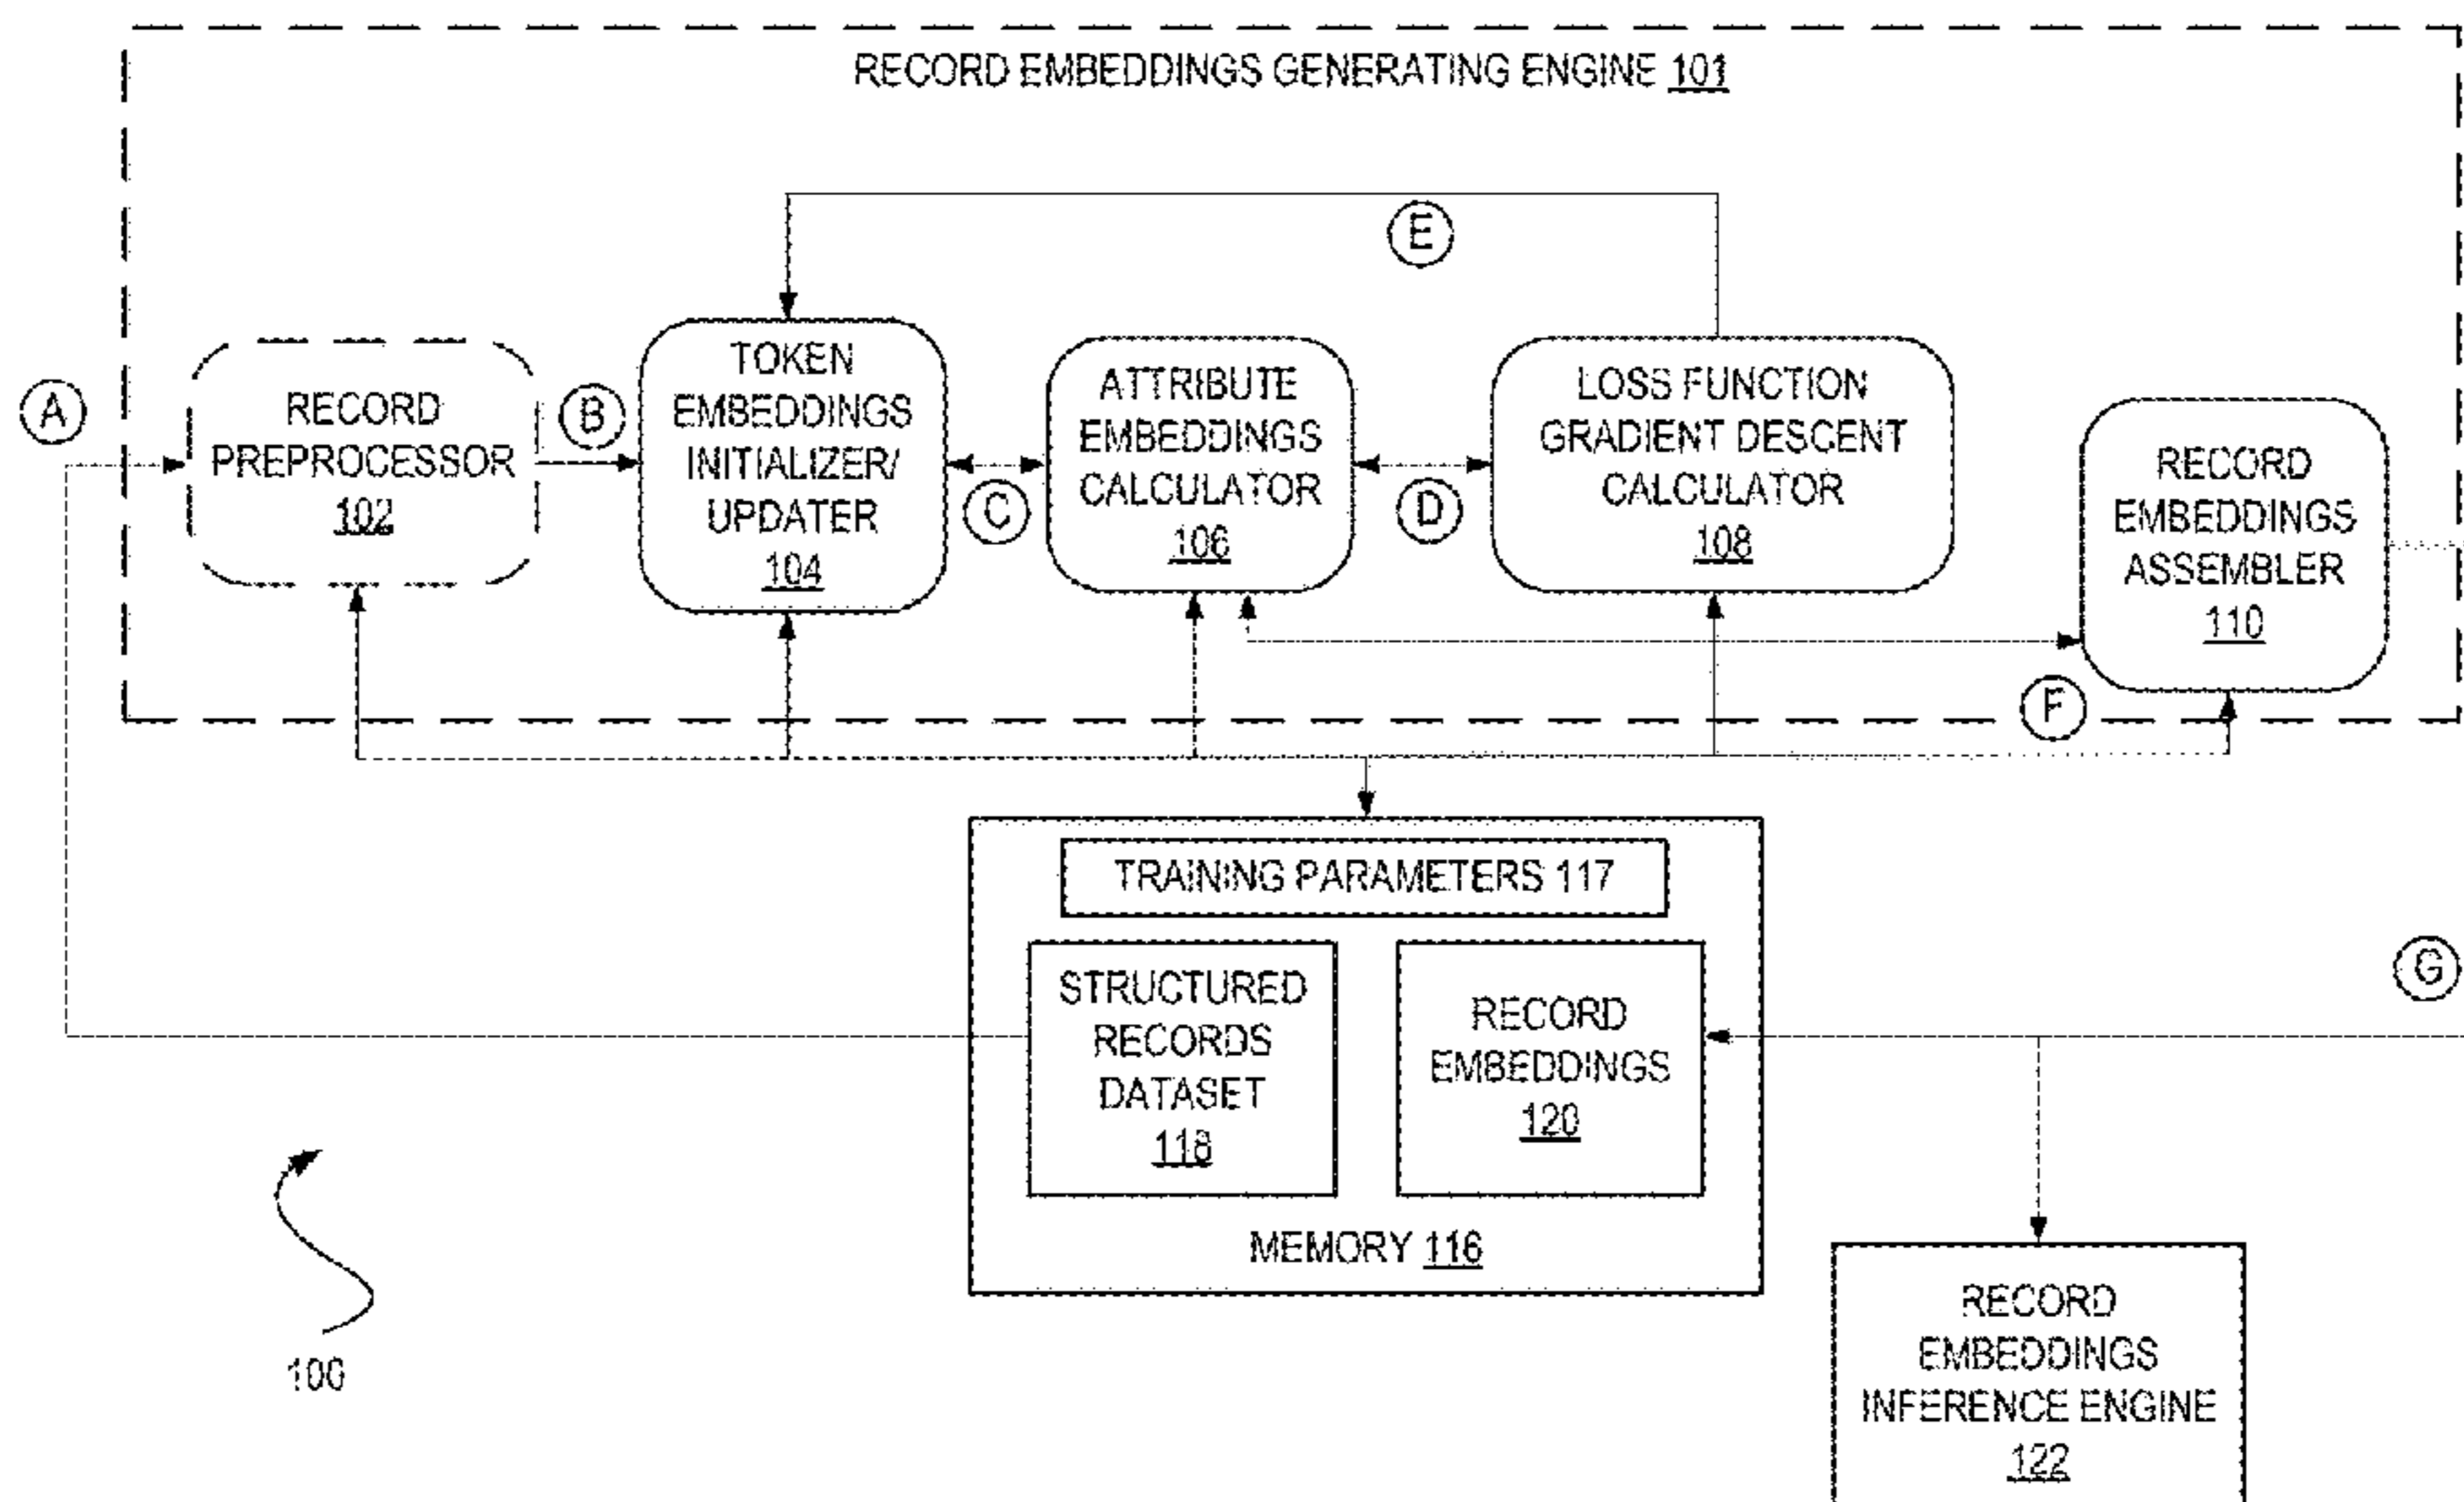 RECORD EMBEDDINGS GENERATING ENGINE 101
E
A
RECORD
PREPROCESSOR
102
B
TOKEN
EMBEDDINGS
INITIALIZER/
UPDATER
104
C
ATTRIBUTE
EMBEDDINGS
CALCULATOR
106
D
LOSS FUNCTION
GRADIENT DESCENT
CALCULATOR
108
RECORD
EMBEDDINGS
ASSEMBLER
110
F
TRAINING PARAMETERS 117
STRUCTURED
RECORDS
DATASET
118
RECORD
EMBEDDINGS
120
MEMORY 116
G
100
RECORD
EMBEDDINGS
INFERENCE ENGINE
122